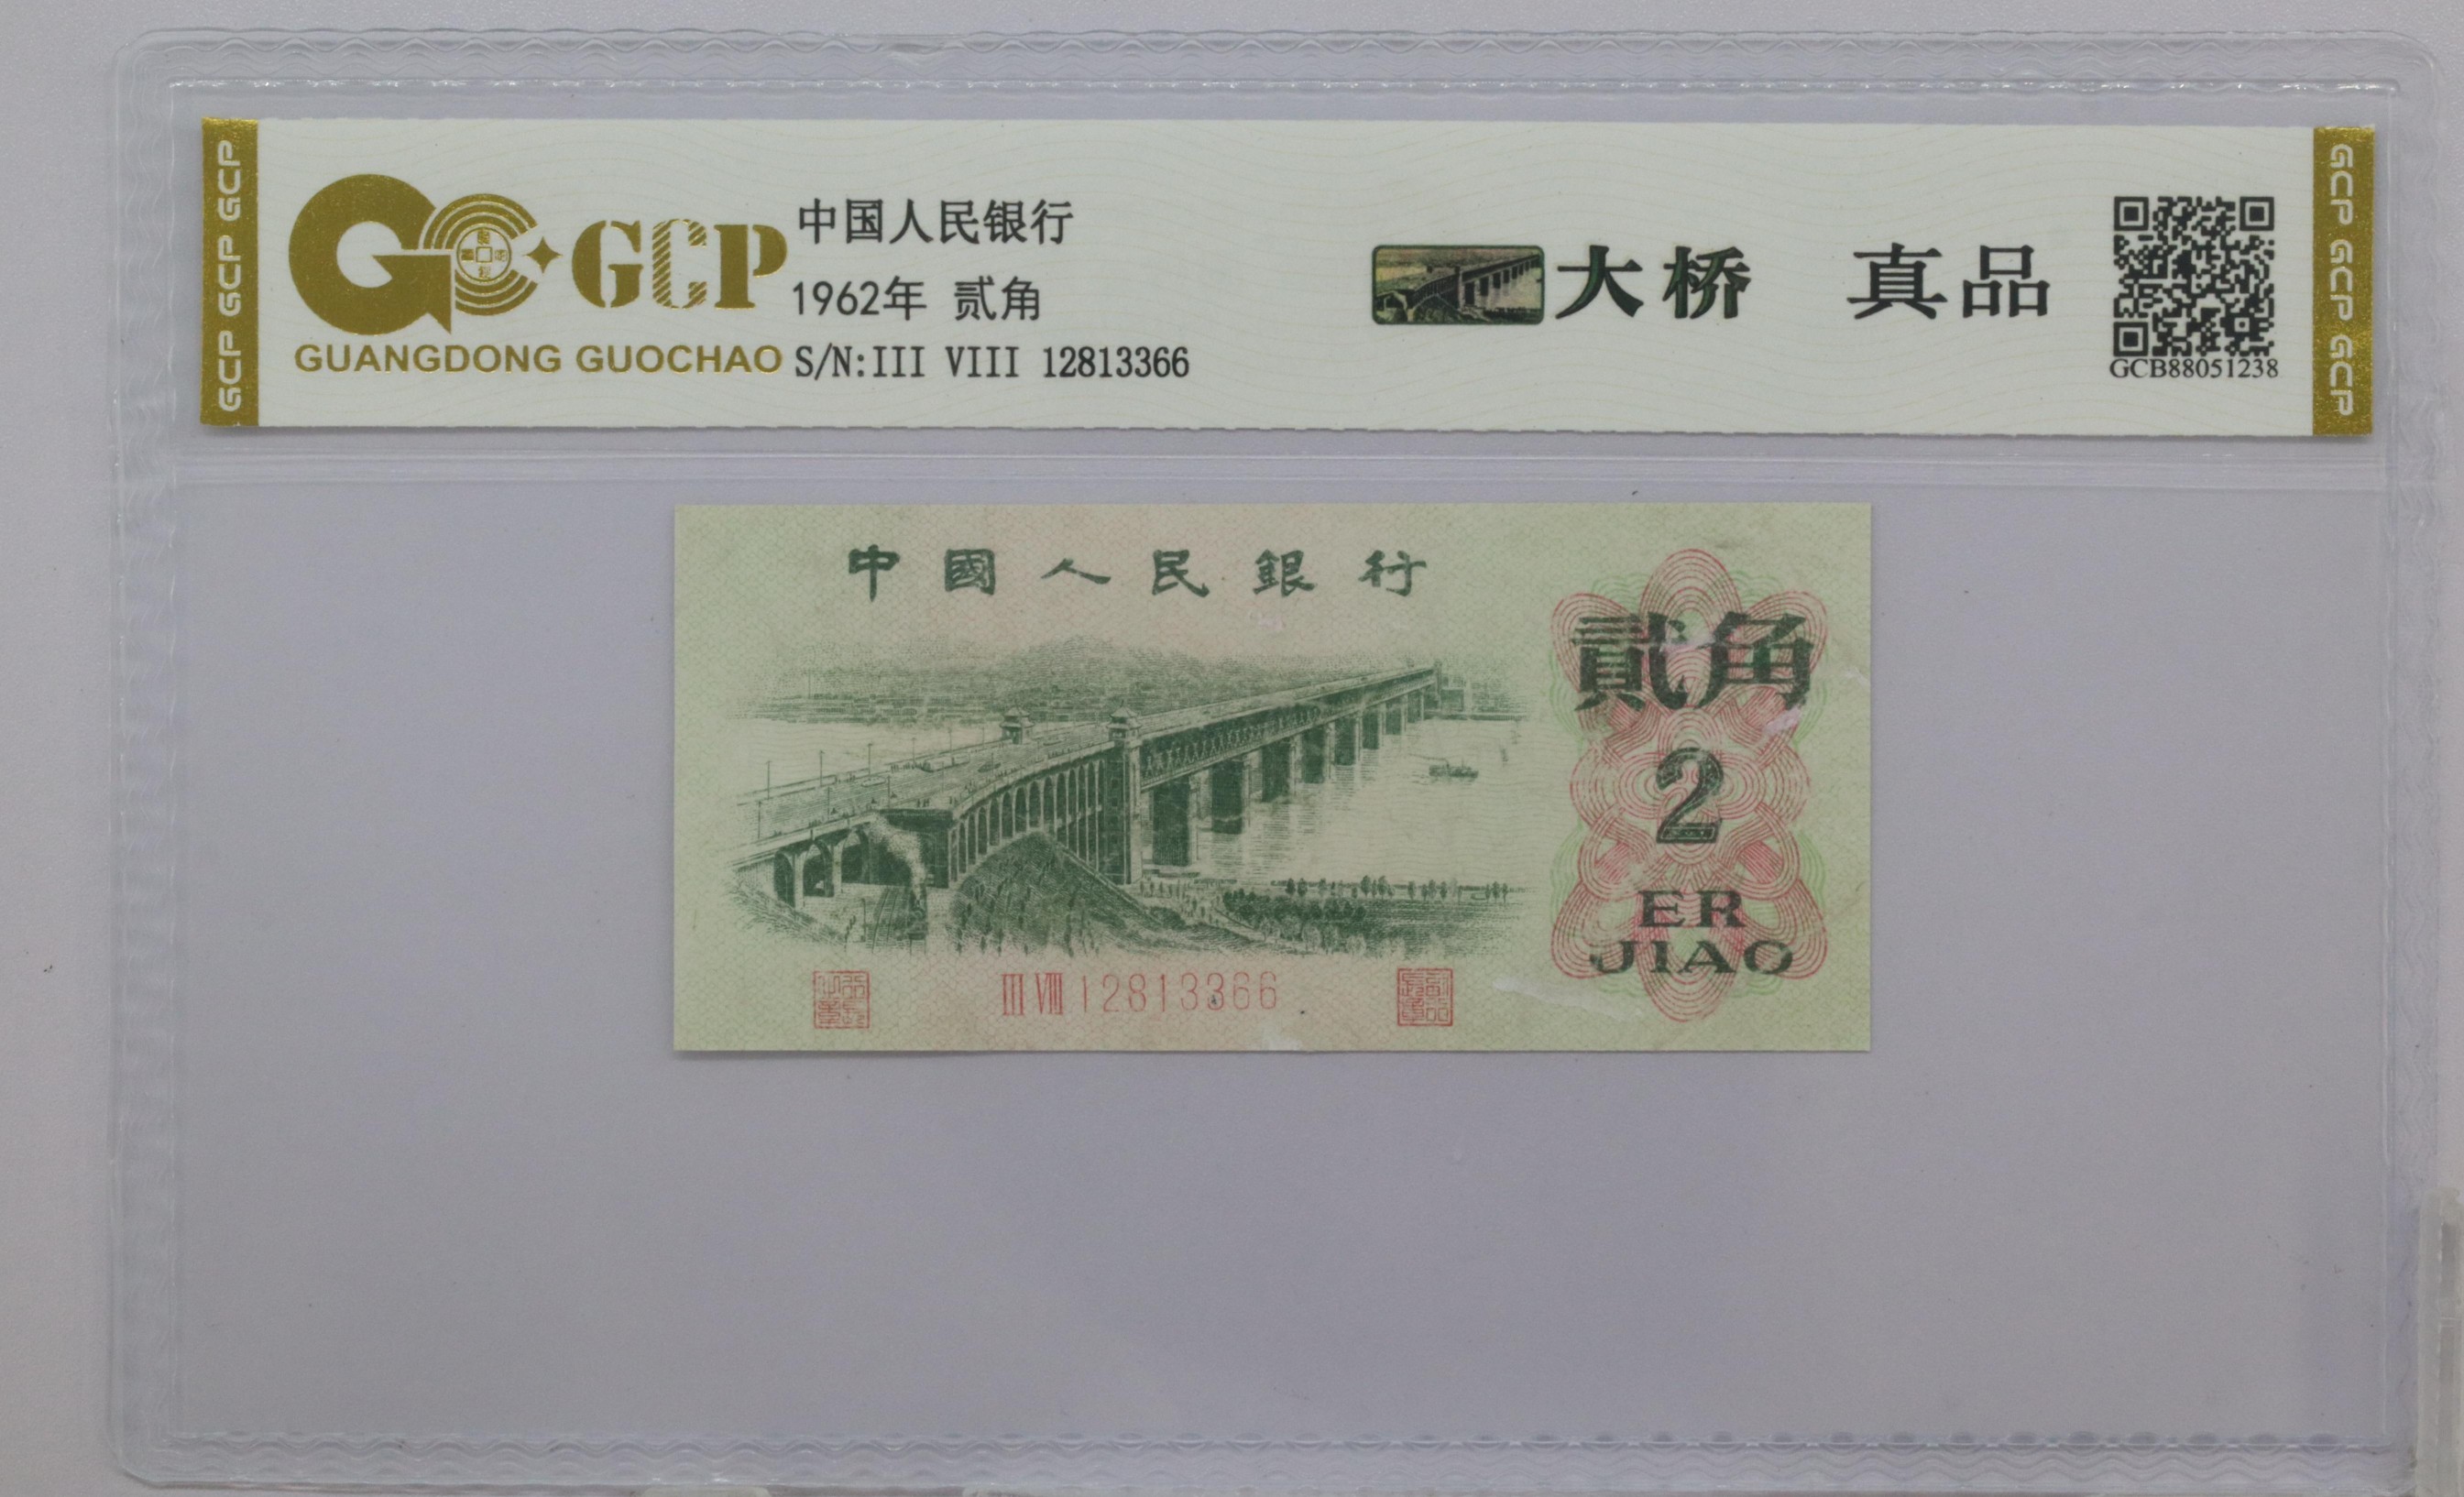 GCP GCP GCP
GCP
GUANGDONG GUOCHAO
中国人民银行
1962年 贰角
S/N:III VIII 12813366
大桥 真品
GCB88051238
GCP GCP GCP
中國人民銀行
貳角
2
ER
JIAO
III VIII 12813366